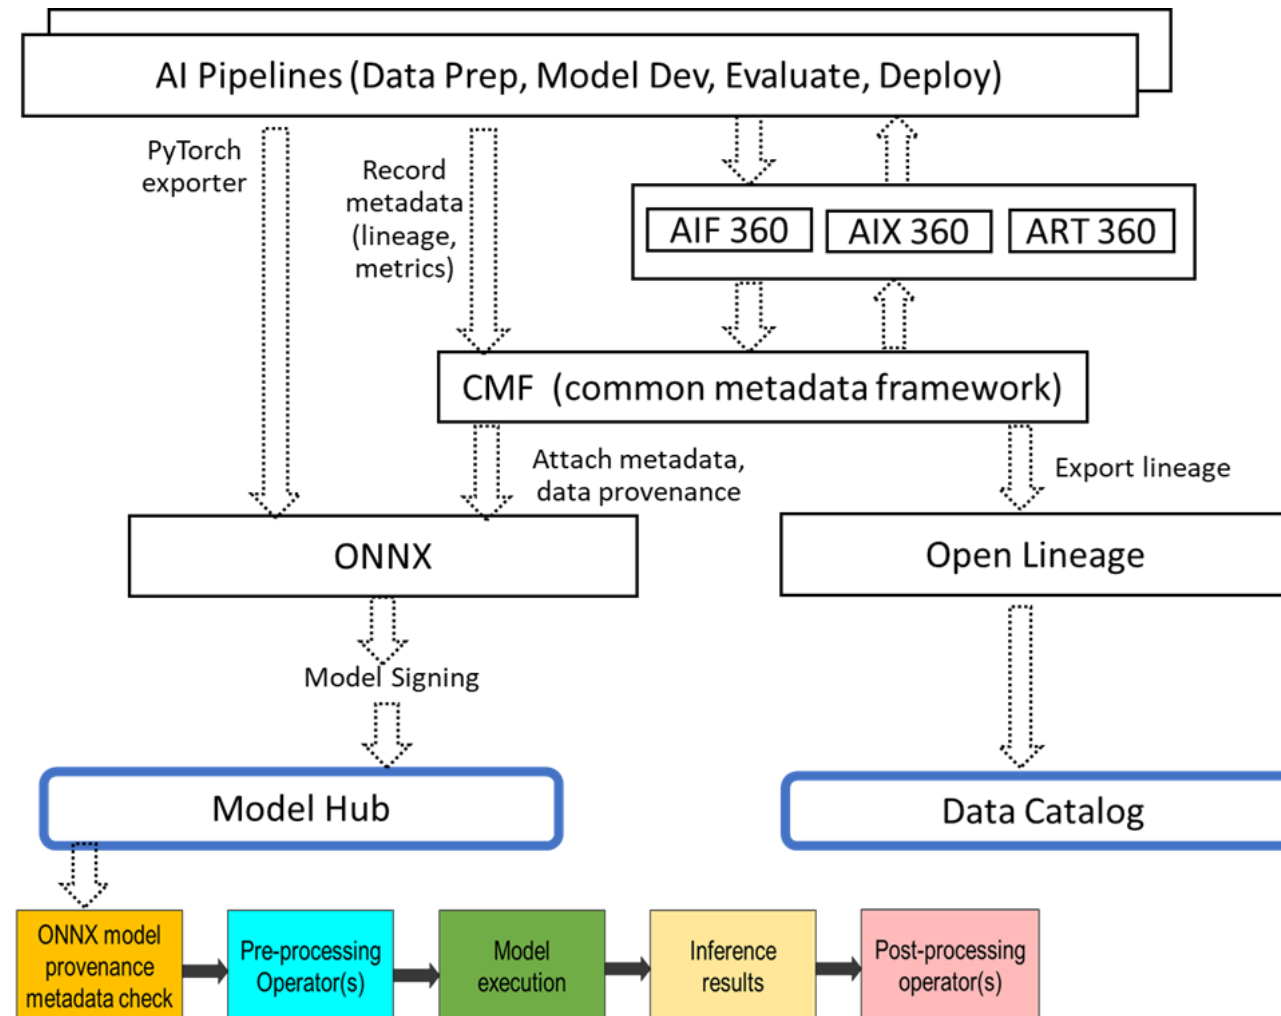 AI Pipelines (Data Prep, Model Dev, Evaluate, Deploy)
PyTorch
exporter
Record
metadata
(lineage,
metrics)
AIF 360
AIX 360
ART 360
CMF (common metadata framework)
Attach metadata,
data provenance
Export lineage
ONNX
Open Lineage
Model Signing
Model Hub
Data Catalog
ONNX model
provenance
metadata check
Pre-processing
Operator(s)
Model
execution
Inference
results
Post-processing
operator(s)